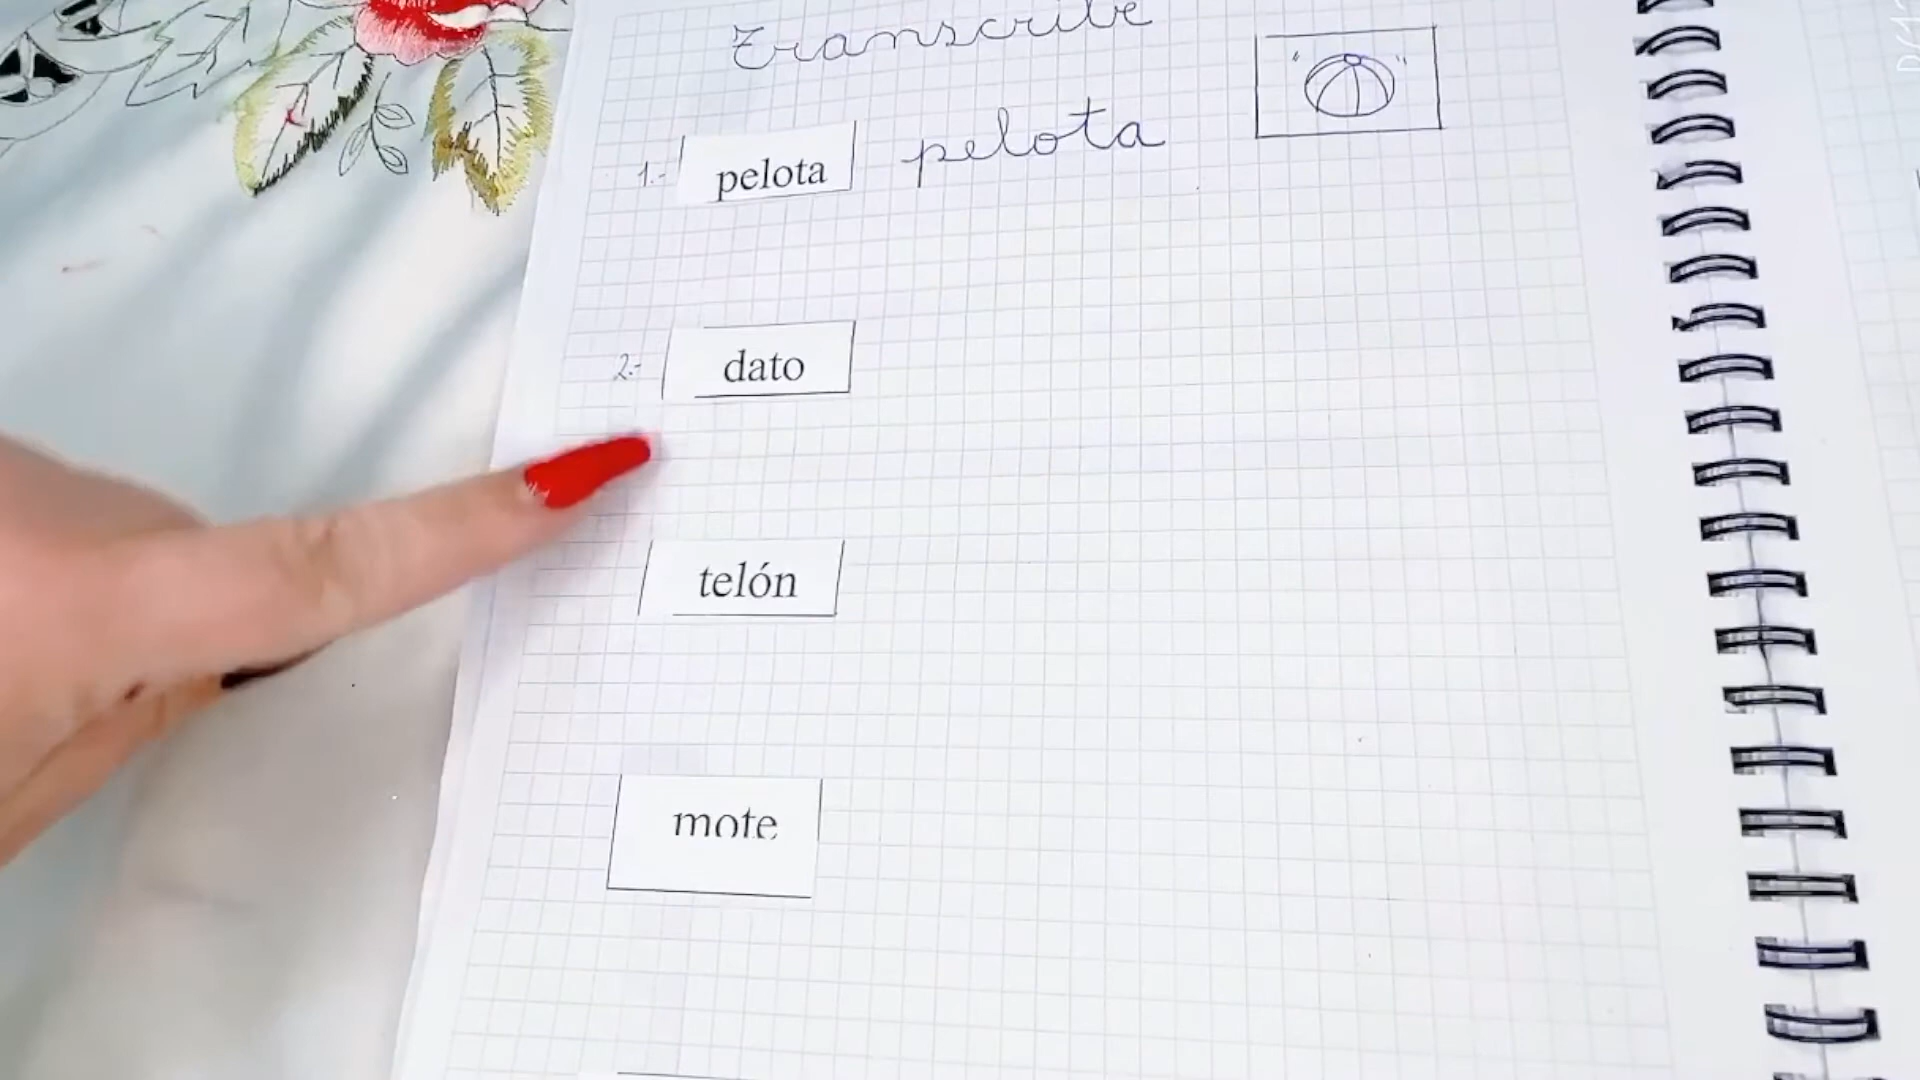 Transcribe
1.- pelota pelota
2.- dato
telón
mote